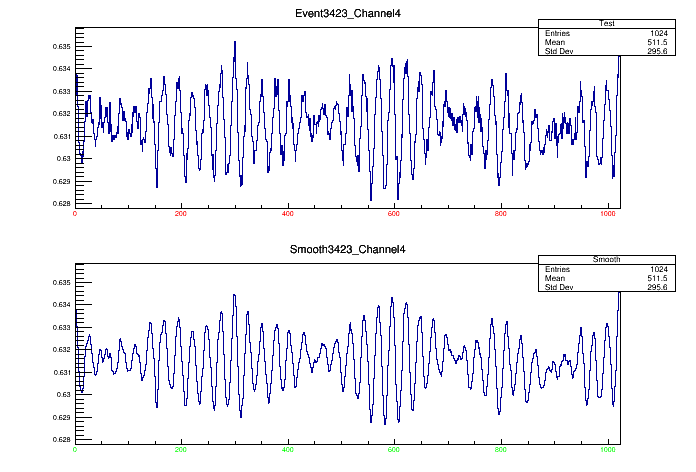 Event3423_Channel4
Test
Entries 1024
Mean 511.5
Std Dev 295.6
0.635
0.634
0.633
0.632
0.631
0.63
0.629
0.628
0 200 400 600 800 1000
Smooth3423_Channel4
Smooth
Entries 1024
Mean 511.5
Std Dev 295.6
0.635
0.634
0.633
0.632
0.631
0.63
0.629
0.628
0 200 400 600 800 1000